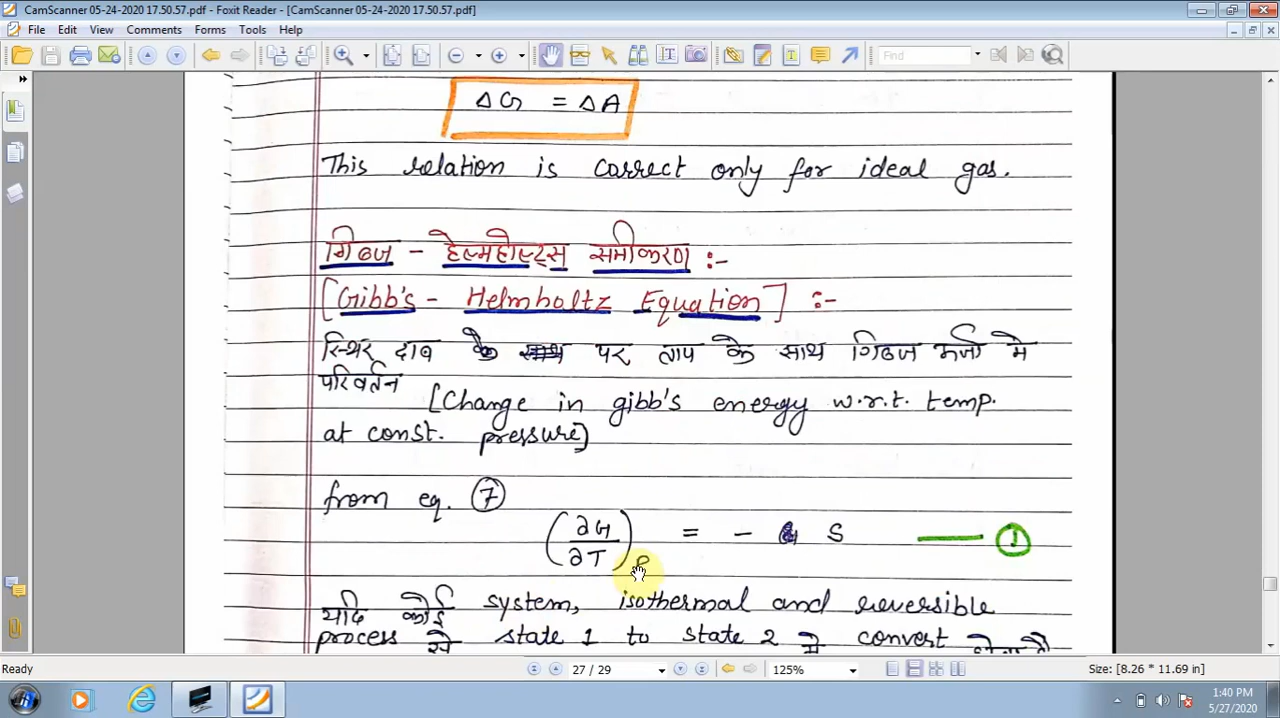 CamScanner 05-24-2020 17.50.57.pdf - Foxit Reader - [CamScanner 05-24-2020 17.50.57.pdf]
File Edit View Comments Forms Tools Help
Find
ΔG = ΔA
This relation is correct only for ideal gas.
गिब्ज - हेल्महोल्ट्स समीकरण :-
[Gibb's - Helmholtz Equation] :-
स्थिर दाब पर ताप के साथ गिब्ज ऊर्जा मे
परिवर्तन [Change in gibb's energy w.r.t. temp.
at const. pressure]
from eq. ⑦
(∂G/∂T)P = - S —— ①
यदि कोई system, isothermal and reversible
process से state 1 to state 2 मे convert
Ready 27 / 29 125% Size: [8.26 * 11.69 in]
1:40 PM
5/27/2020